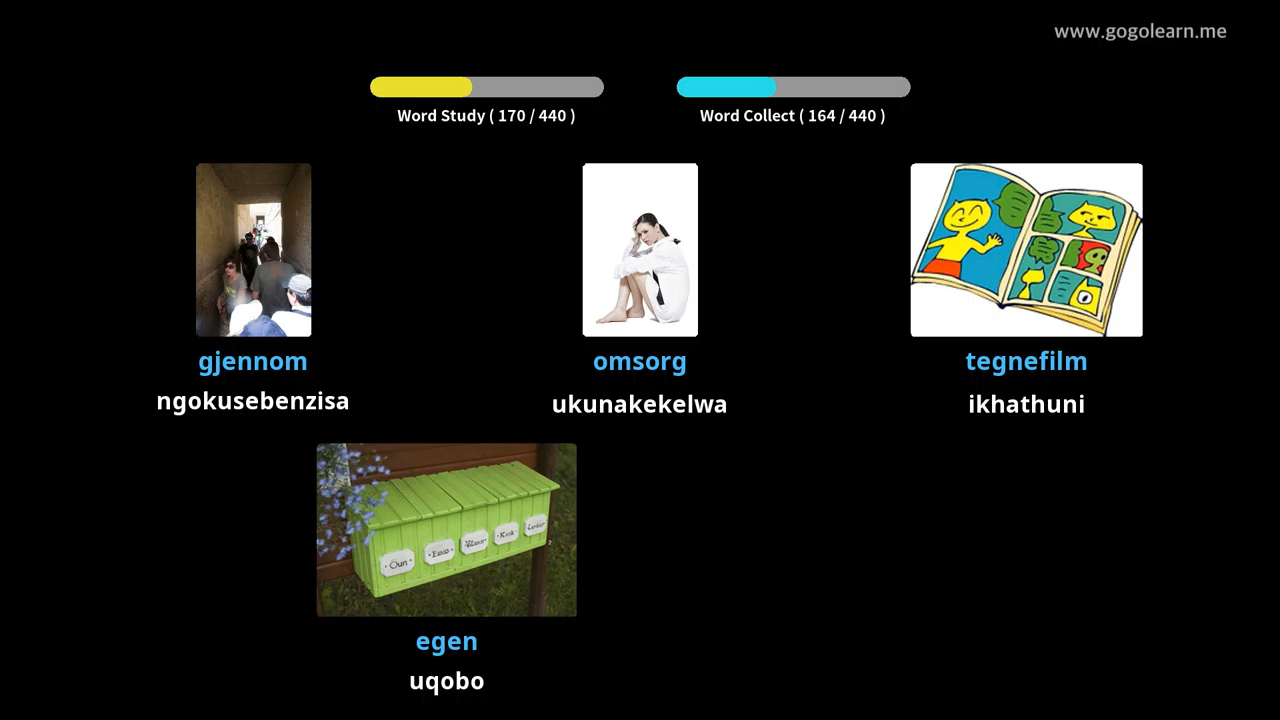 www.gogolearn.me
Word Study ( 170 / 440 )
Word Collect ( 164 / 440 )
gjennom
omsorg
tegnefilm
ngokusebenzisa
ukunakekelwa
ikhathuni
egen
uqobo